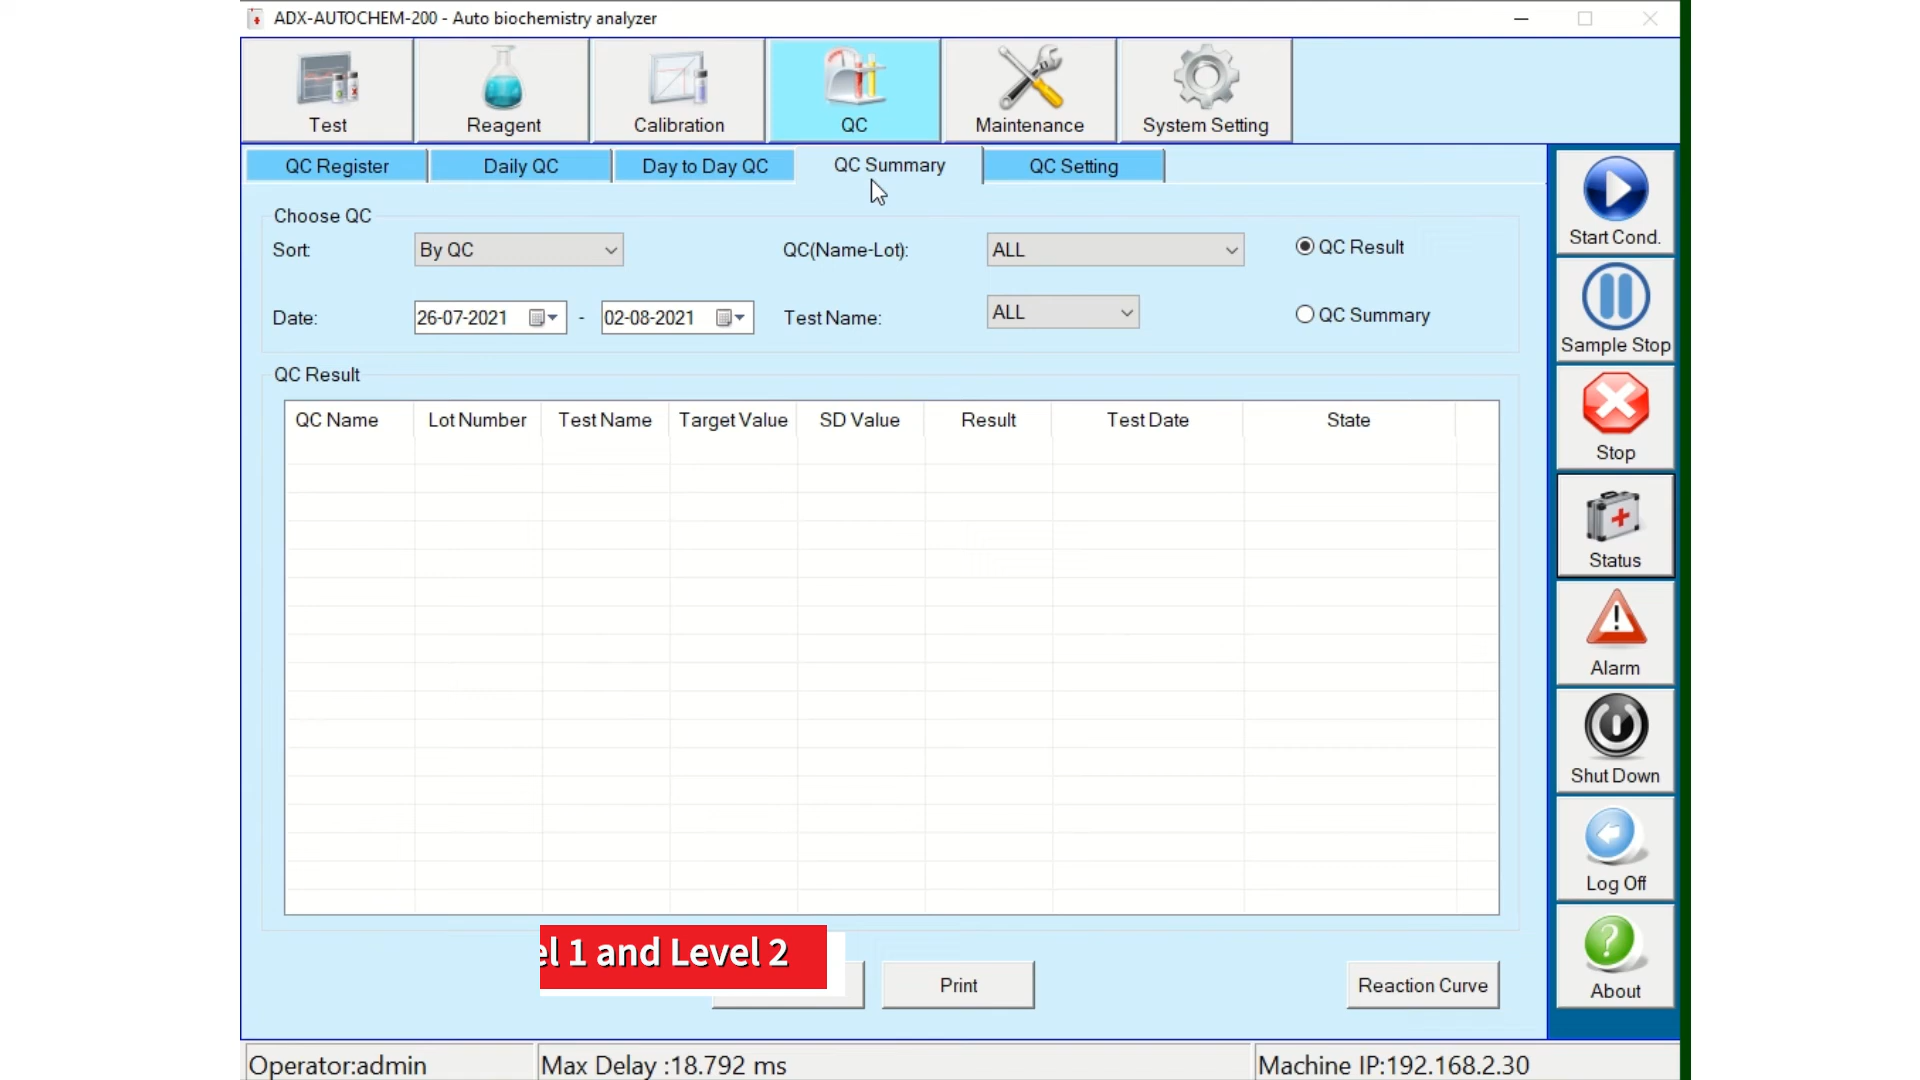 ADX-AUTOCHEM-200 - Auto biochemistry analyzer
Test Reagent Calibration QC Maintenance System Setting
QC Register Daily QC Day to Day QC QC Summary QC Setting
Choose QC
Sort: By QC QC(Name-Lot): ALL QC Result
Date: 26-07-2021 - 02-08-2021 Test Name: ALL QC Summary
QC Result
QC Name Lot Number Test Name Target Value SD Value Result Test Date State
el 1 and Level 2
Print Reaction Curve
Start Cond.
Sample Stop
Stop
Status
Alarm
Shut Down
Log Off
About
Operator:admin Max Delay :18.792 ms Machine IP:192.168.2.30